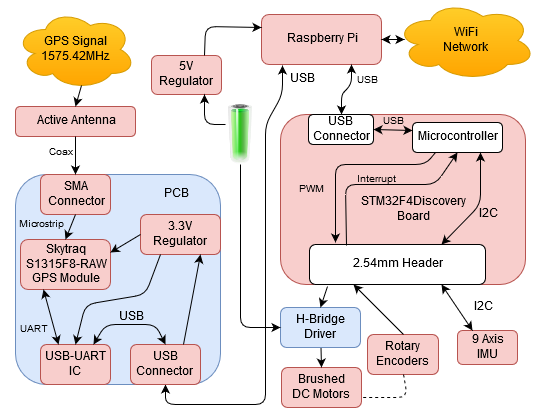 GPS Signal
1575.42MHz
Raspberry Pi
WiFi
Network
5V
Regulator
USB
USB
Active Antenna
USB
Connector
USB
Microcontroller
Coax
PWM
Interrupt
STM32F4Discovery
Board
I2C
SMA
Connector
PCB
Microstrip
3.3V
Regulator
Skytraq
S1315F8-RAW
GPS Module
2.54mm Header
UART
USB
I2C
H-Bridge
Driver
USB-UART
IC
USB
Connector
Rotary
Encoders
9 Axis
IMU
Brushed
DC Motors